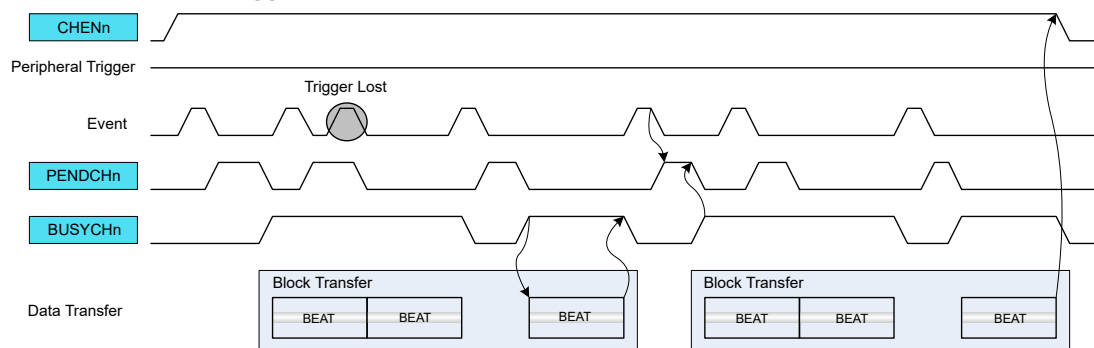 CHENn
Peripheral Trigger
Trigger Lost
Event
PENDCHn
BUSYCHn
Data Transfer
Block Transfer
BEAT BEAT BEAT
Block Transfer
BEAT BEAT BEAT